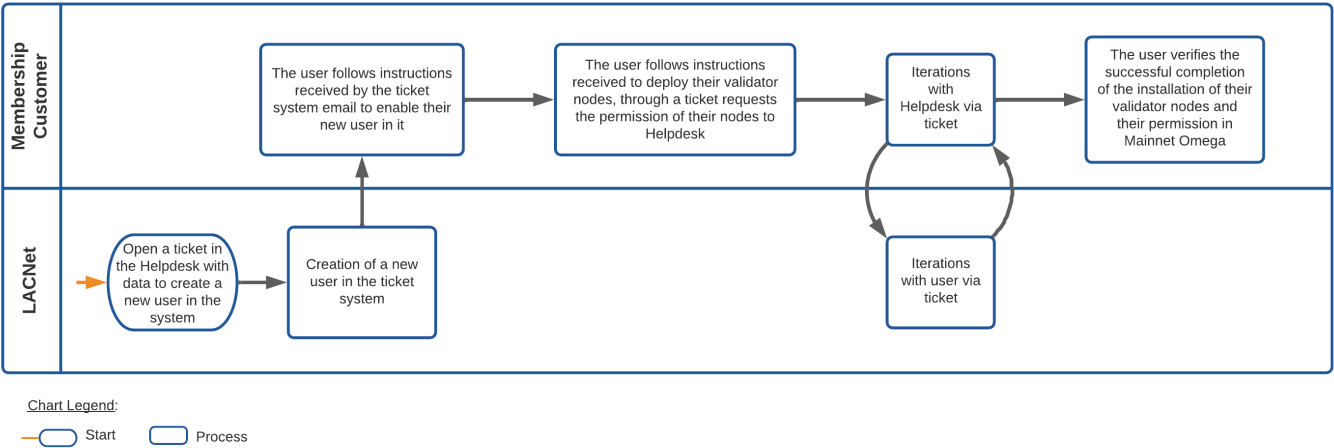 Membership
Customer
The user follows instructions
received by the ticket
system email to enable their
new user in it
The user follows instructions
received to deploy their validator
nodes, through a ticket requests
the permission of their nodes to
Helpdesk
Iterations
with
Helpdesk via
ticket
The user verifies the
successful completion
of the installation of their
validator nodes and
their permission in
Mainnet Omega
LACNet
Open a ticket in
the Helpdesk with
data to create a
new user in the
system
Creation of a new
user in the ticket
system
Iterations
with user via
ticket
Chart Legend:
Start
Process